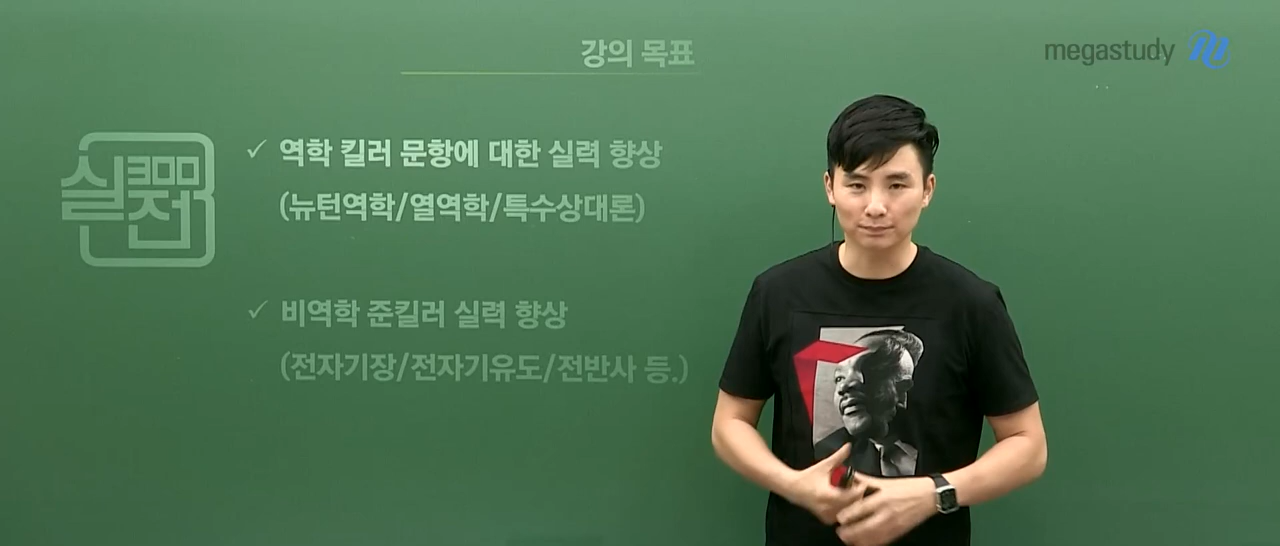 강의 목표
megastudy
실전
300
✓ 역학 킬러 문항에 대한 실력 향상
(뉴턴역학/열역학/특수상대론)
✓ 비역학 준킬러 실력 향상
(전자기장/전자기유도/전반사 등.)